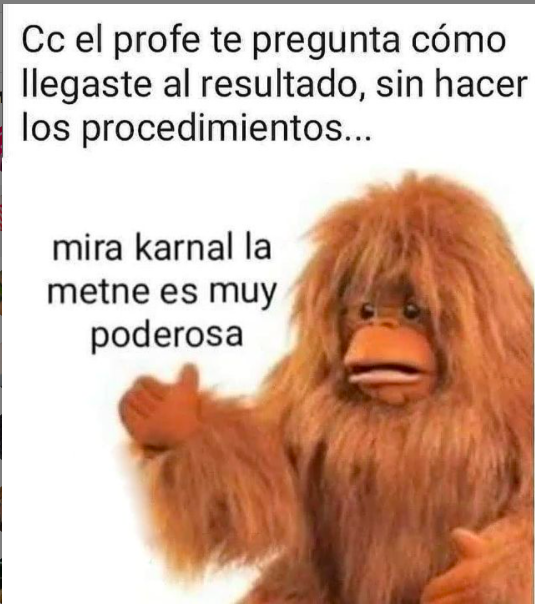 Cc el profe te pregunta cómo
llegaste al resultado, sin hacer
los procedimientos...
mira karnal la
metne es muy
poderosa